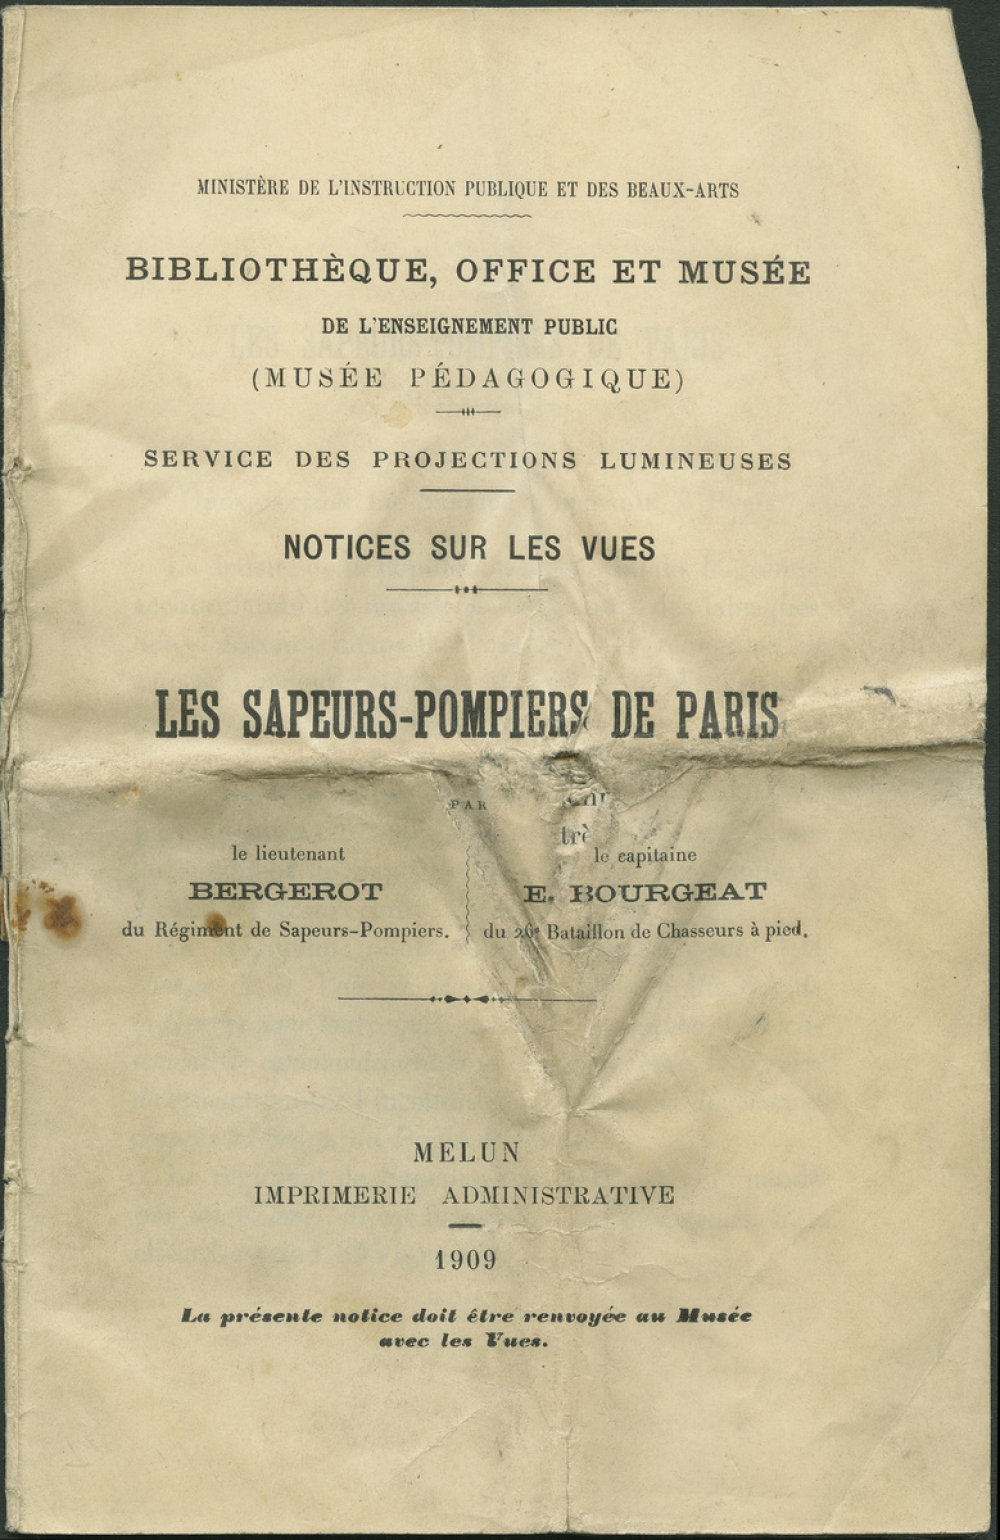 MINISTÈRE DE L'INSTRUCTION PUBLIQUE ET DES BEAUX-ARTS
BIBLIOTHÈQUE, OFFICE ET MUSÉE
DE L'ENSEIGNEMENT PUBLIC
(MUSÉE PÉDAGOGIQUE)
SERVICE DES PROJECTIONS LUMINEUSES
NOTICES SUR LES VUES
LES SAPEURS-POMPIERS DE PARIS
PAR
le lieutenant
BERGEROT
du Régiment de Sapeurs-Pompiers.
le capitaine
E. BOURGEAT
du 26e Bataillon de Chasseurs à pied.
MELUN
IMPRIMERIE ADMINISTRATIVE
1909
La présente notice doit être renvoyée au Musée
avec les Vues.